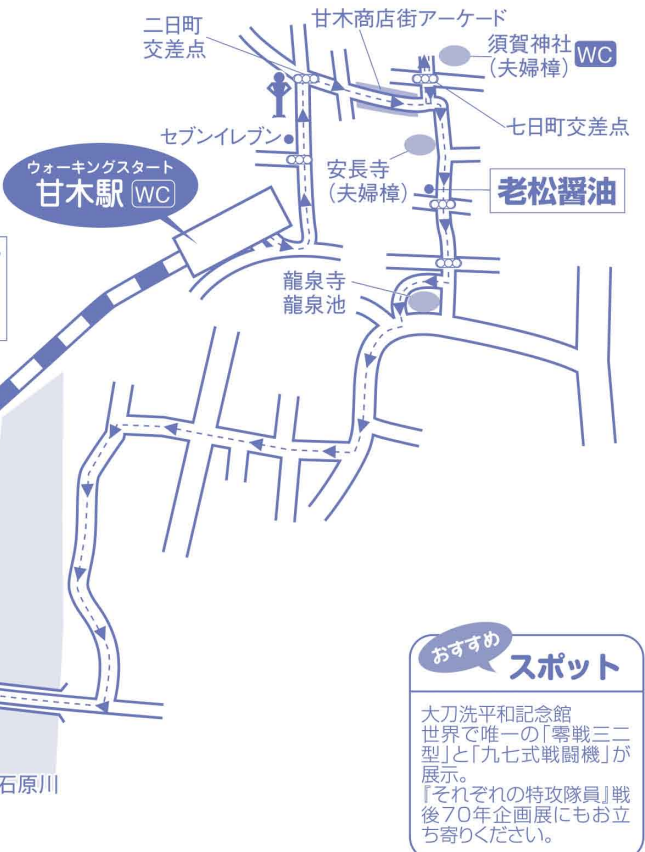 二日町
交差点
甘木商店街アーケード
須賀神社
(夫婦樟)
WC
七日町交差点
セブンイレブン
安長寺
(夫婦樟)
老松醤油
ウォーキングスタート
甘木駅 WC
龍泉寺
龍泉池
石原川
おすすめ
スポット
大刀洗平和記念館
世界で唯一の「零戦三二
型」と「九七式戦闘機」が
展示。
『それぞれの特攻隊員』戦
後70年企画展にもお立
ち寄りください。